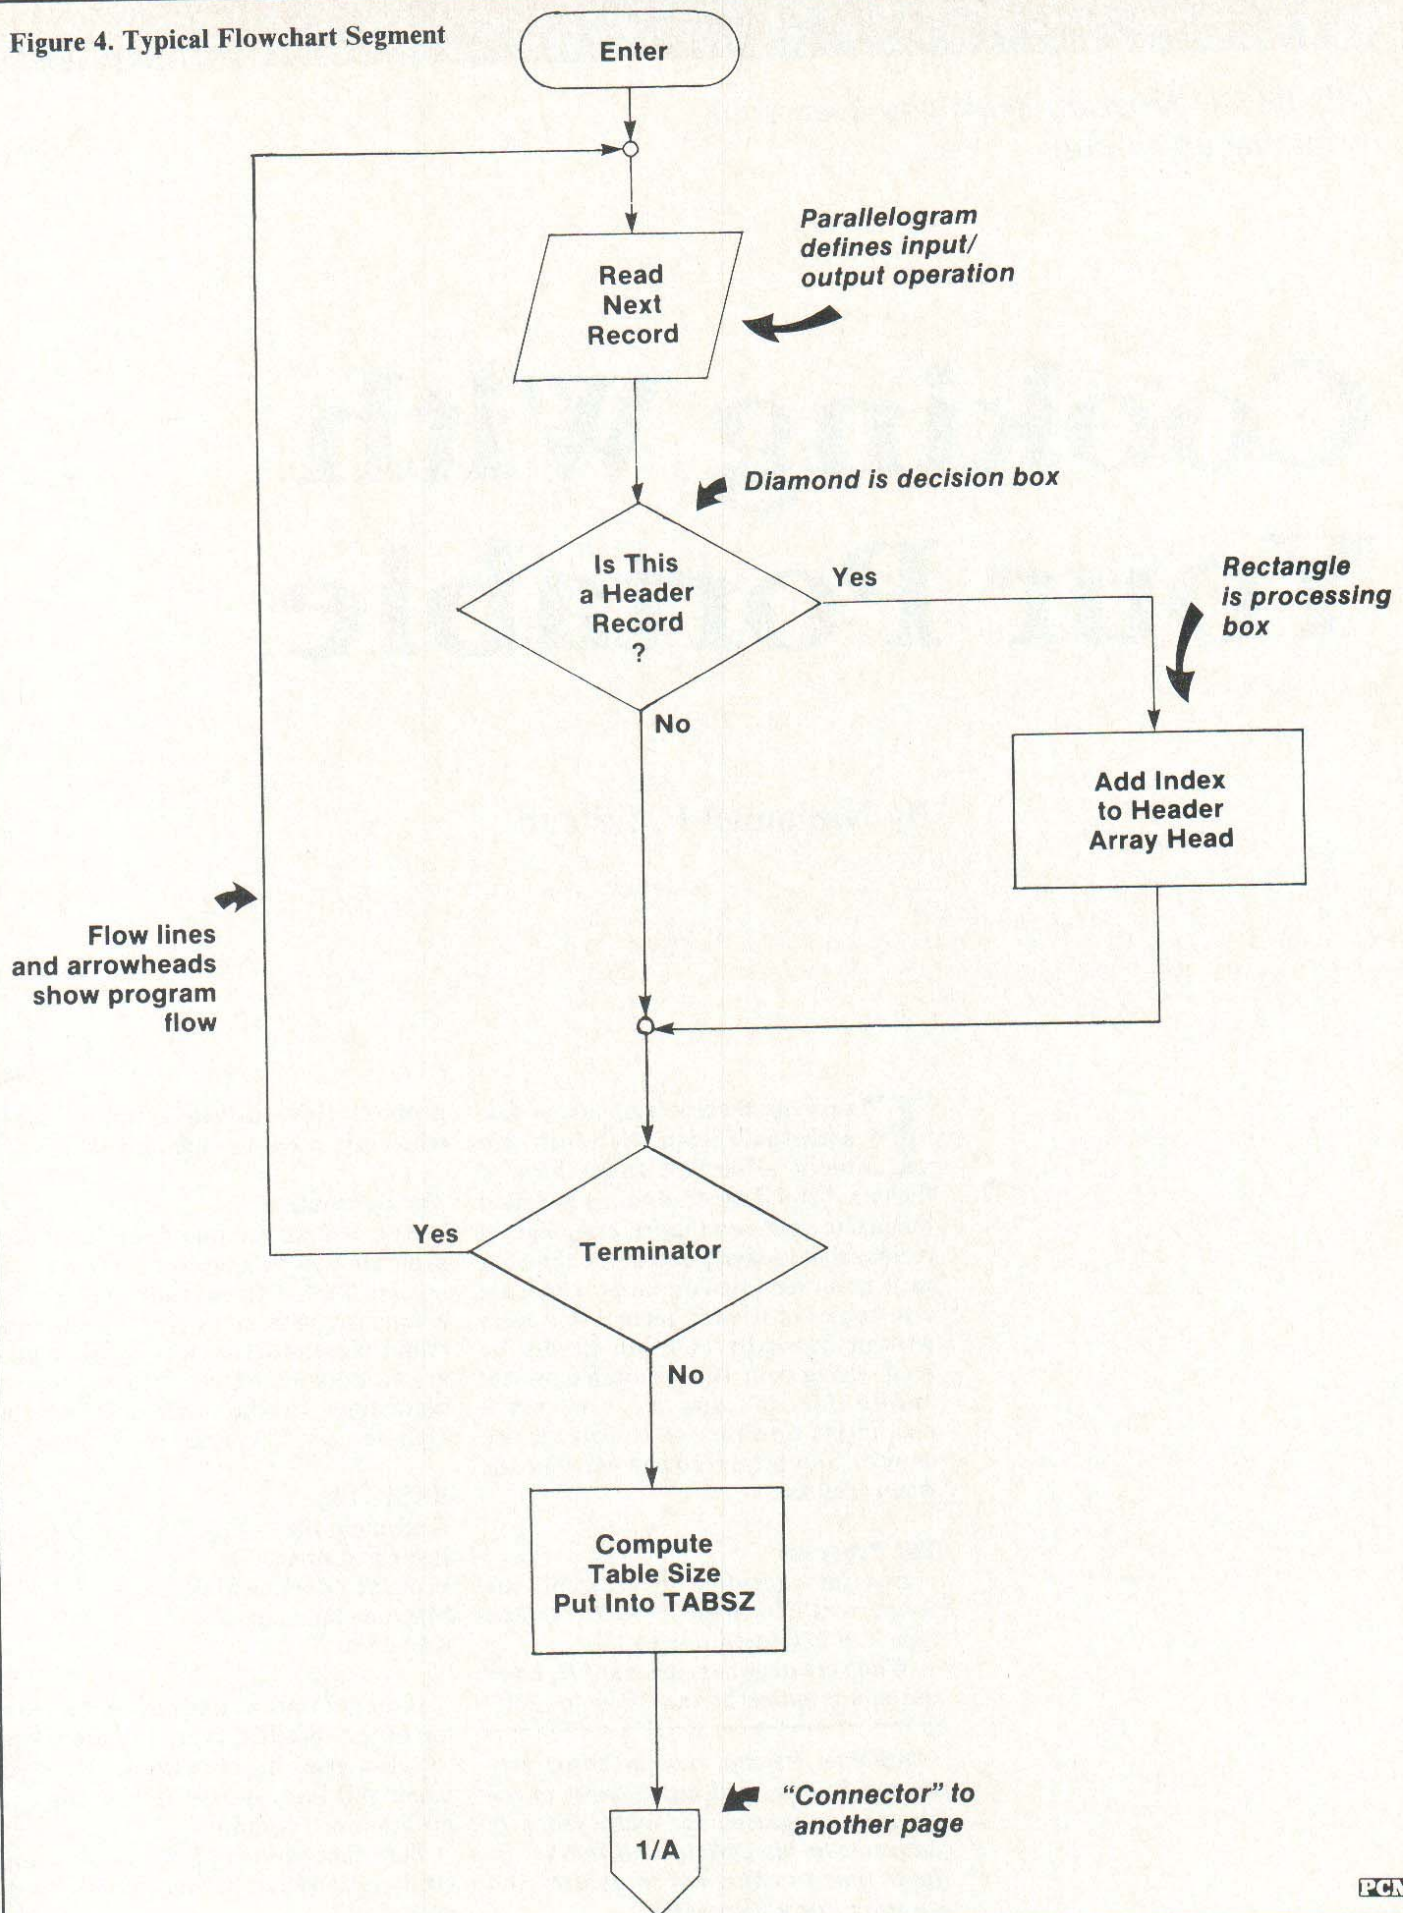 Figure 4. Typical Flowchart Segment
Enter
Parallelogram
defines input/
output operation
Read
Next
Record
Diamond is decision box
Is This
a Header
Record
?
Yes
Rectangle
is processing
box
No
Add Index
to Header
Array Head
Flow lines
and arrowheads
show program
flow
Yes
Terminator
No
Compute
Table Size
Put Into TABSZ
"Connector" to
another page
1/A